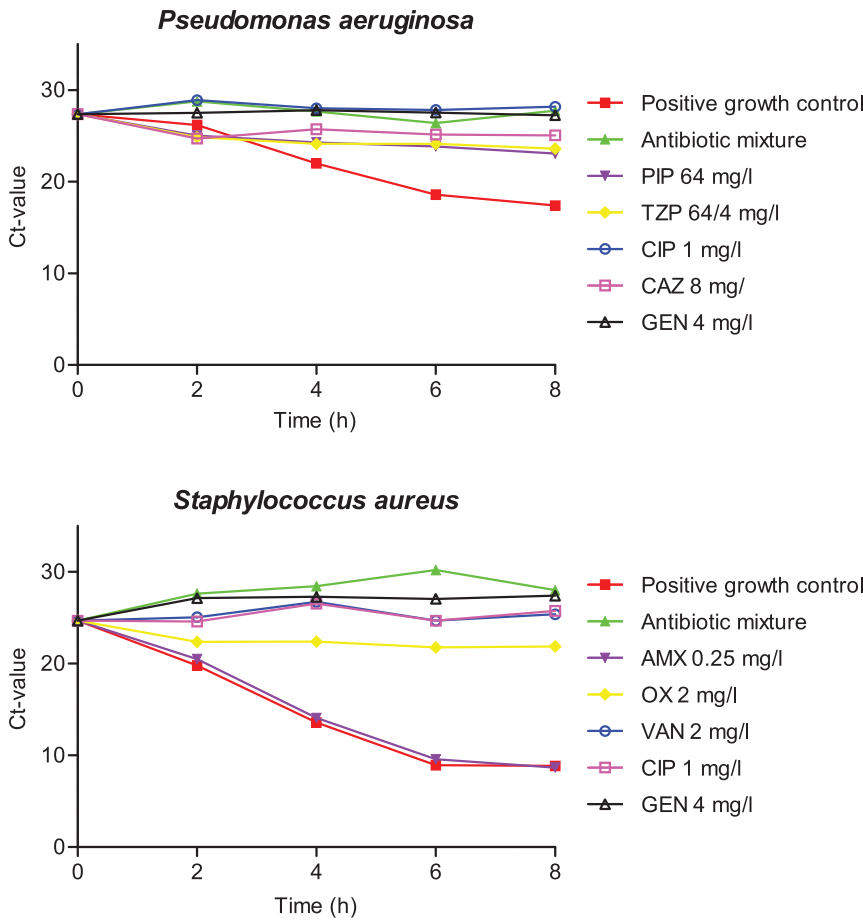 Pseudomonas aeruginosa
30
20
10
0
Ct-value
0 2 4 6 8
Time (h)
Positive growth control
Antibiotic mixture
PIP 64 mg/l
TZP 64/4 mg/l
CIP 1 mg/l
CAZ 8 mg/
GEN 4 mg/l
Staphylococcus aureus
30
20
10
0
Ct-value
0 2 4 6 8
Time (h)
Positive growth control
Antibiotic mixture
AMX 0.25 mg/l
OX 2 mg/l
VAN 2 mg/l
CIP 1 mg/l
GEN 4 mg/l